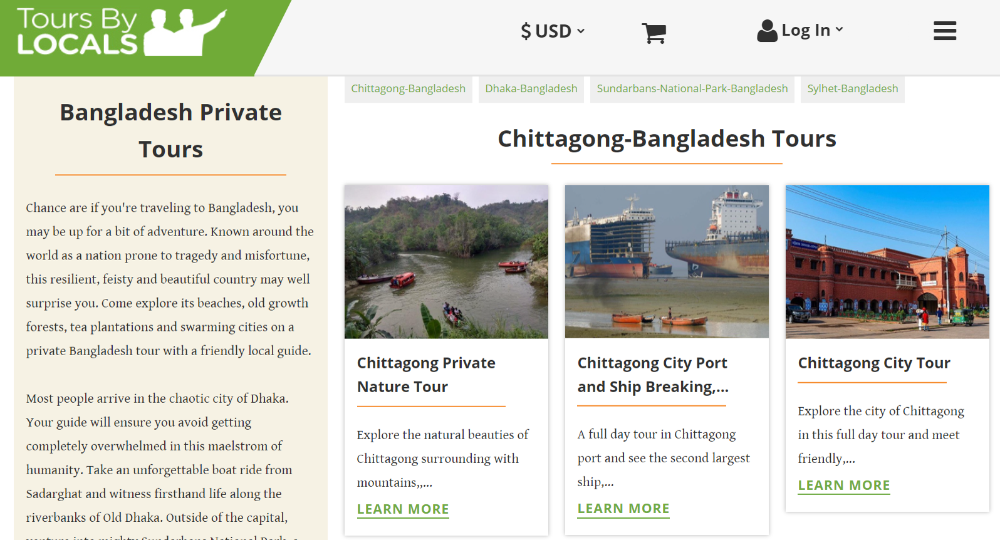 Tours By
LOCALS
$ USD
Log In
Chittagong-Bangladesh
Dhaka-Bangladesh
Sundarbans-National-Park-Bangladesh
Sylhet-Bangladesh
Bangladesh Private
Tours
Chance are if you're traveling to Bangladesh, you
may be up for a bit of adventure. Known around the
world as a nation prone to tragedy and misfortune,
this resilient, feisty and beautiful country may well
surprise you. Come explore its beaches, old growth
forests, tea plantations and swarming cities on a
private Bangladesh tour with a friendly local guide.
Most people arrive in the chaotic city of Dhaka.
Your guide will ensure you avoid getting
completely overwhelmed in this maelstrom of
humanity. Take an unforgettable boat ride from
Sadarghat and witness firsthand life along the
riverbanks of Old Dhaka. Outside of the capital,
venture into mighty Sundarbans National Park, a
Chittagong-Bangladesh Tours
Chittagong Private
Nature Tour
Explore the natural beauties of
Chittagong surrounding with
mountains,,...
LEARN MORE
Chittagong City Port
and Ship Breaking,...
A full day tour in Chittagong
port and see the second largest
ship,...
LEARN MORE
Chittagong City Tour
Explore the city of Chittagong
in this full day tour and meet
friendly,...
LEARN MORE